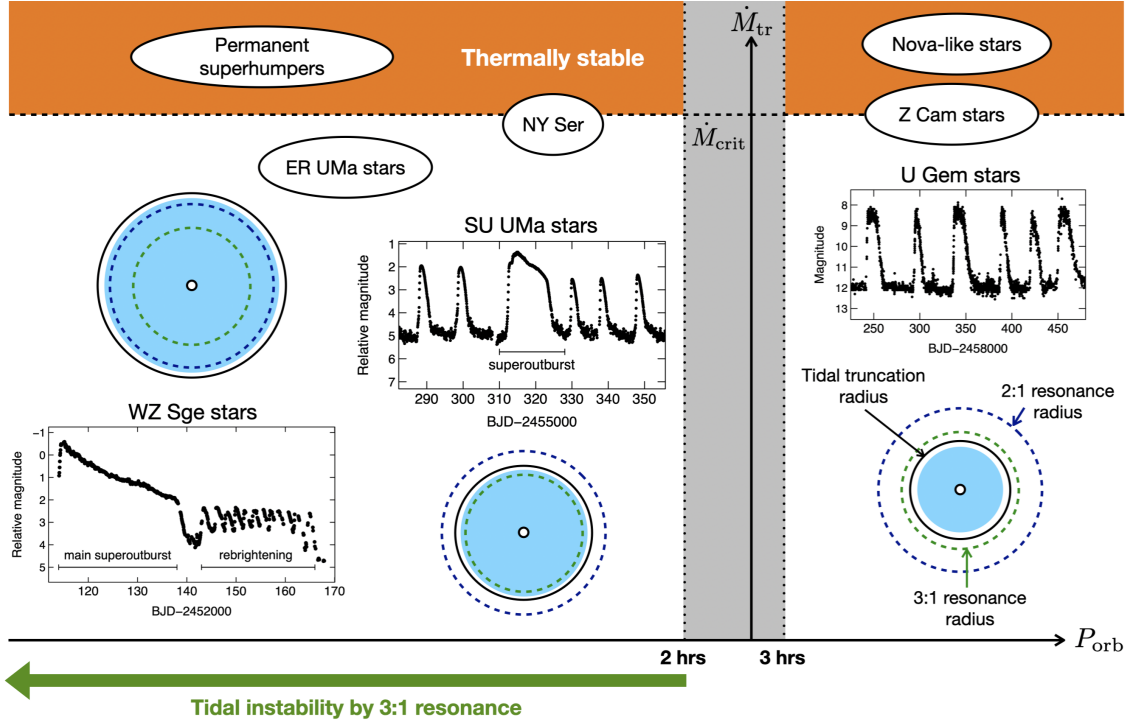 Permanent
superhumpers
Thermally stable
Ṁtr
Nova-like stars
NY Ser
Ṁcrit
Z Cam stars
ER UMa stars
U Gem stars
Magnitude
8
9
10
11
12
13
250 300 350 400 450
BJD−2458000
SU UMa stars
Relative magnitude
1
2
3
4
5
6
7
superoutburst
290 300 310 320 330 340 350
BJD−2455000
WZ Sge stars
Relative magnitude
−1
0
1
2
3
4
5
main superoutburst
rebrightening
120 130 140 150 160 170
BJD−2452000
Tidal truncation
radius
2:1 resonance
radius
3:1 resonance
radius
Porb
2 hrs
3 hrs
Tidal instability by 3:1 resonance